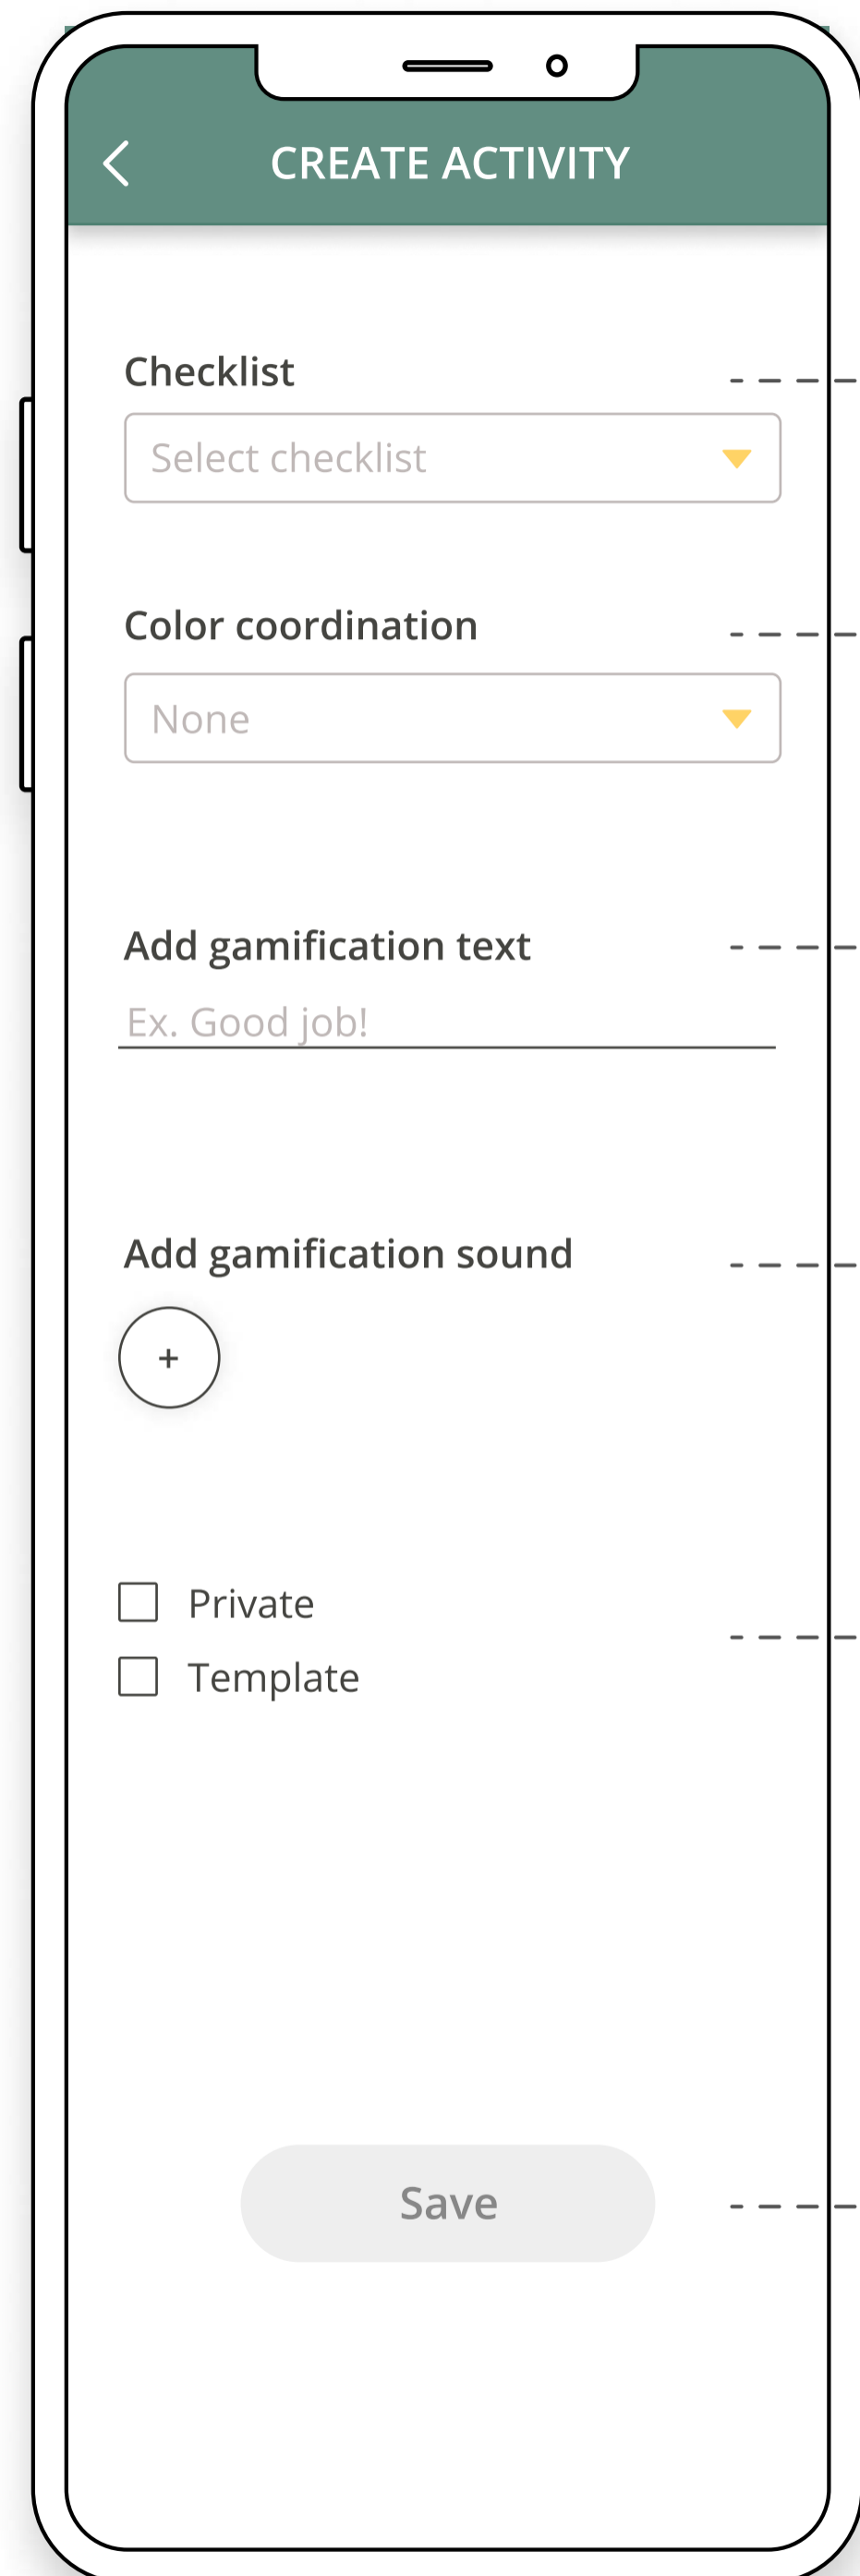 CREATE ACTIVITY
Checklist
Select checklist
Color coordination
None
Add gamification text
Ex. Good job!
Add gamification sound
+
Private
Template
Save